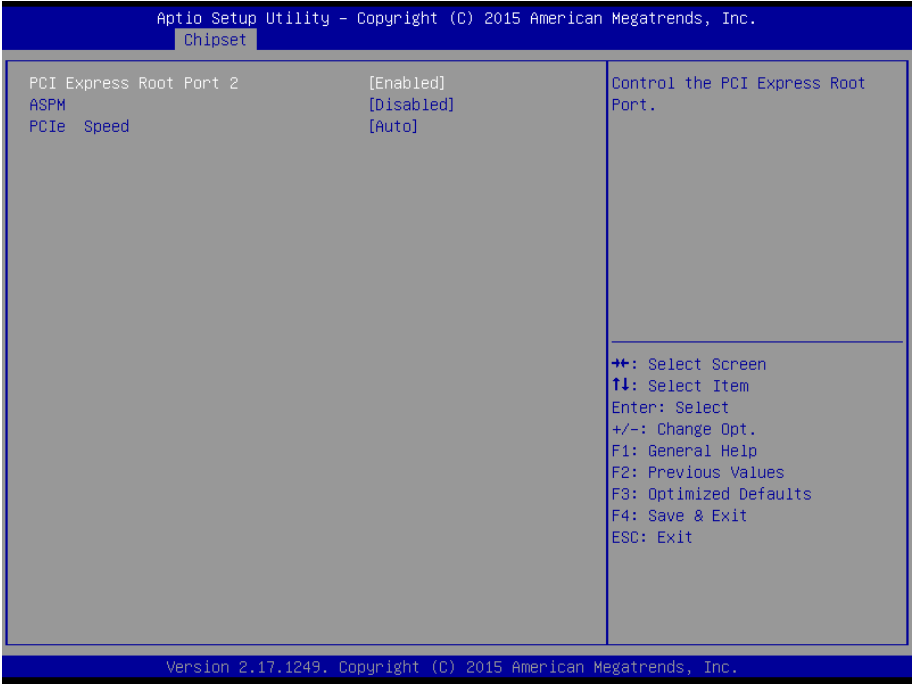 Aptio Setup Utility – Copyright (C) 2015 American Megatrends, Inc.
Chipset
PCI Express Root Port 2 [Enabled]
ASPM [Disabled]
PCIe Speed [Auto]
Control the PCI Express Root
Port.
→←: Select Screen
↑↓: Select Item
Enter: Select
+/-: Change Opt.
F1: General Help
F2: Previous Values
F3: Optimized Defaults
F4: Save & Exit
ESC: Exit
Version 2.17.1249. Copyright (C) 2015 American Megatrends, Inc.